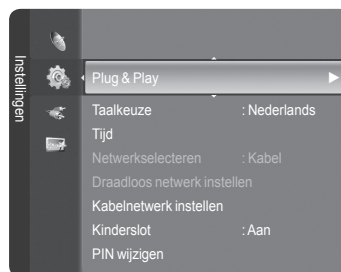 Instellingen
Plug & Play
Taalkeuze : Nederlands
Tijd
Netwerkselecteren : Kabel
Draadloos netwerk instellen
Kabelnetwerk instellen
Kinderslot : Aan
PIN wijzigen